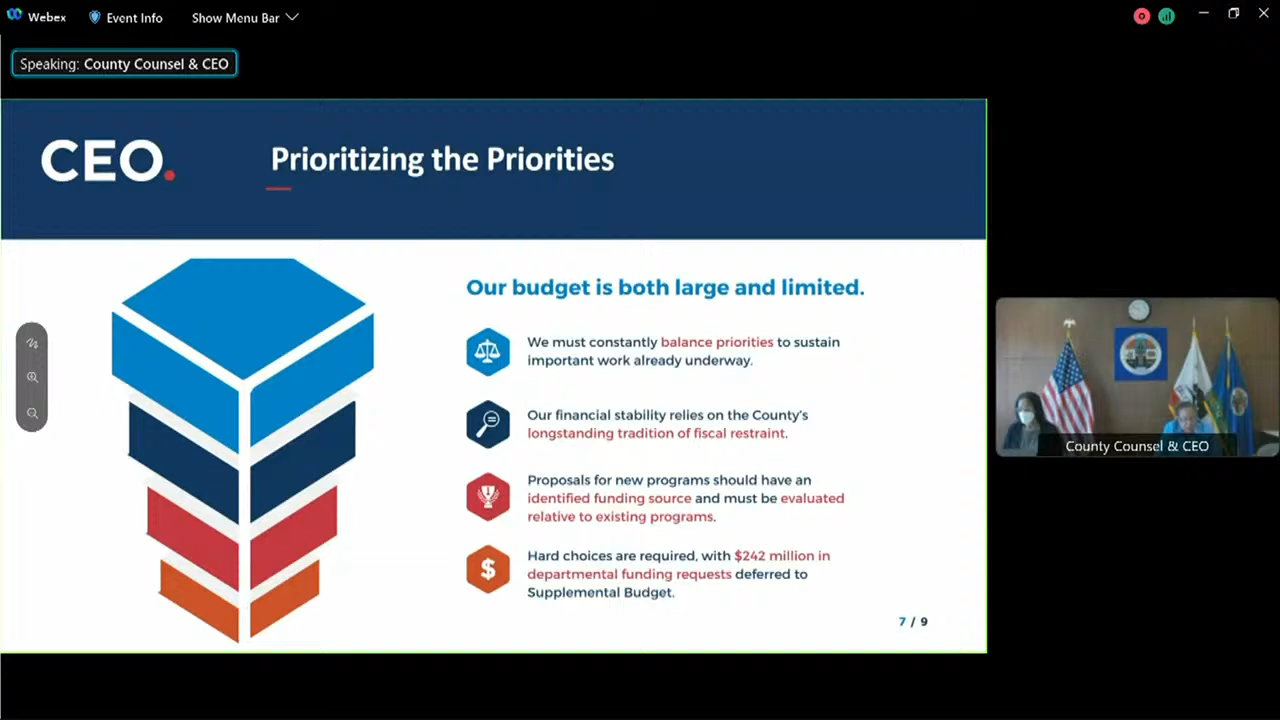 Webex
Event Info
Show Menu Bar
Speaking: County Counsel & CEO
CEO.
Prioritizing the Priorities
Our budget is both large and limited.
We must constantly balance priorities to sustain
important work already underway.
Our financial stability relies on the County's
longstanding tradition of fiscal restraint.
Proposals for new programs should have an
identified funding source and must be evaluated
relative to existing programs.
$
Hard choices are required, with $242 million in
departmental funding requests deferred to
Supplemental Budget.
7 / 9
County Counsel & CEO